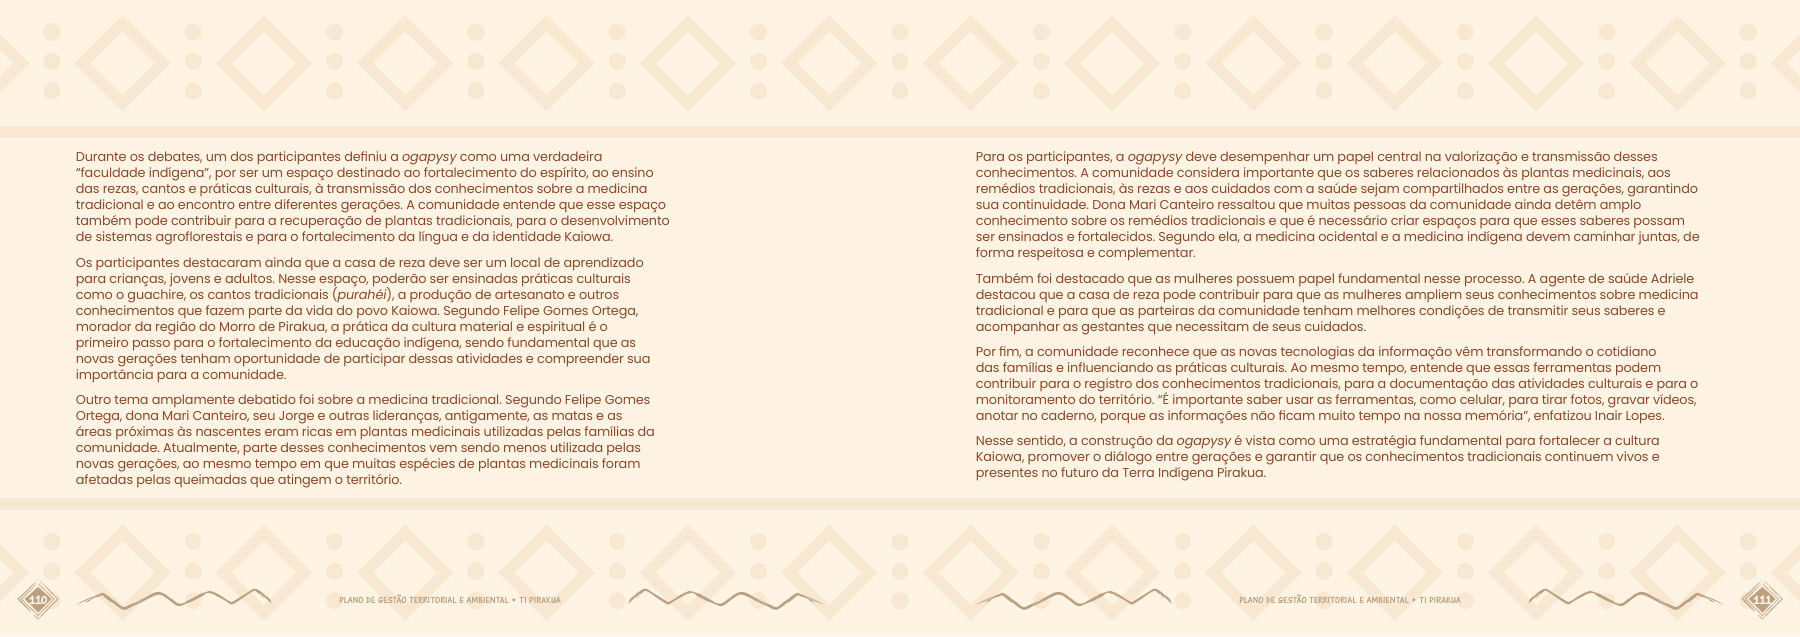 Durante os debates, um dos participantes definiu a ogapysy como uma verdadeira
“faculdade indígena”, por ser um espaço destinado ao fortalecimento do espírito, ao ensino
das rezas, cantos e práticas culturais, à transmissão dos conhecimentos sobre a medicina
tradicional e ao encontro entre diferentes gerações. A comunidade entende que esse espaço
também pode contribuir para a recuperação de plantas tradicionais, para o desenvolvimento
de sistemas agroflorestais e para o fortalecimento da língua e da identidade Kaiowa.
Os participantes destacaram ainda que a casa de reza deve ser um local de aprendizado
para crianças, jovens e adultos. Nesse espaço, poderão ser ensinadas práticas culturais
como o guachire, os cantos tradicionais (purahéi), a produção de artesanato e outros
conhecimentos que fazem parte da vida do povo Kaiowa. Segundo Felipe Gomes Ortega,
morador da região do Morro de Pirakua, a prática da cultura material e espiritual é o
primeiro passo para o fortalecimento da educação indígena, sendo fundamental que as
novas gerações tenham oportunidade de participar dessas atividades e compreender sua
importância para a comunidade.
Outro tema amplamente debatido foi sobre a medicina tradicional. Segundo Felipe Gomes
Ortega, dona Mari Canteiro, seu Jorge e outras lideranças, antigamente, as matas e as
áreas próximas às nascentes eram ricas em plantas medicinais utilizadas pelas famílias da
comunidade. Atualmente, parte desses conhecimentos vem sendo menos utilizada pelas
novas gerações, ao mesmo tempo em que muitas espécies de plantas medicinais foram
afetadas pelas queimadas que atingem o território.
110
PLANO DE GESTÃO TERRITORIAL E AMBIENTAL • TI PIRAKUA
Para os participantes, a ogapysy deve desempenhar um papel central na valorização e transmissão desses
conhecimentos. A comunidade considera importante que os saberes relacionados às plantas medicinais, aos
remédios tradicionais, às rezas e aos cuidados com a saúde sejam compartilhados entre as gerações, garantindo
sua continuidade. Dona Mari Canteiro ressaltou que muitas pessoas da comunidade ainda detêm amplo
conhecimento sobre os remédios tradicionais e que é necessário criar espaços para que esses saberes possam
ser ensinados e fortalecidos. Segundo ela, a medicina ocidental e a medicina indígena devem caminhar juntas, de
forma respeitosa e complementar.
Também foi destacado que as mulheres possuem papel fundamental nesse processo. A agente de saúde Adriele
destacou que a casa de reza pode contribuir para que as mulheres ampliem seus conhecimentos sobre medicina
tradicional e para que as parteiras da comunidade tenham melhores condições de transmitir seus saberes e
acompanhar as gestantes que necessitam de seus cuidados.
Por fim, a comunidade reconhece que as novas tecnologias da informação vêm transformando o cotidiano
das famílias e influenciando as práticas culturais. Ao mesmo tempo, entende que essas ferramentas podem
contribuir para o registro dos conhecimentos tradicionais, para a documentação das atividades culturais e para o
monitoramento do território. “É importante saber usar as ferramentas, como celular, para tirar fotos, gravar vídeos,
anotar no caderno, porque as informações não ficam muito tempo na nossa memória”, enfatizou Inair Lopes.
Nesse sentido, a construção da ogapysy é vista como uma estratégia fundamental para fortalecer a cultura
Kaiowa, promover o diálogo entre gerações e garantir que os conhecimentos tradicionais continuem vivos e
presentes no futuro da Terra Indígena Pirakua.
PLANO DE GESTÃO TERRITORIAL E AMBIENTAL • TI PIRAKUA
111